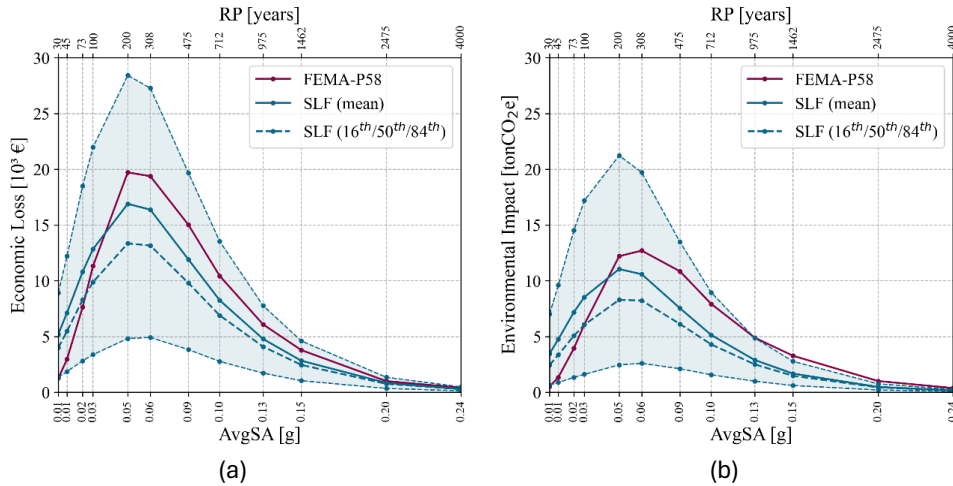 RP [years]
30 45 73 100 200 308 475 712 975 1462 2475 4000
30
25
20
15
10
5
0
Economic Loss [10³ €]
FEMA-P58
SLF (mean)
SLF (16th/50th/84th)
0.01 0.01 0.02 0.03 0.05 0.06 0.09 0.10 0.13 0.15 0.20 0.24
AvgSA [g]
(a)
RP [years]
30 45 73 100 200 308 475 712 975 1462 2475 4000
30
25
20
15
10
5
0
Environmental Impact [tonCO2e]
FEMA-P58
SLF (mean)
SLF (16th/50th/84th)
0.01 0.01 0.02 0.03 0.05 0.06 0.09 0.10 0.13 0.15 0.20 0.24
AvgSA [g]
(b)